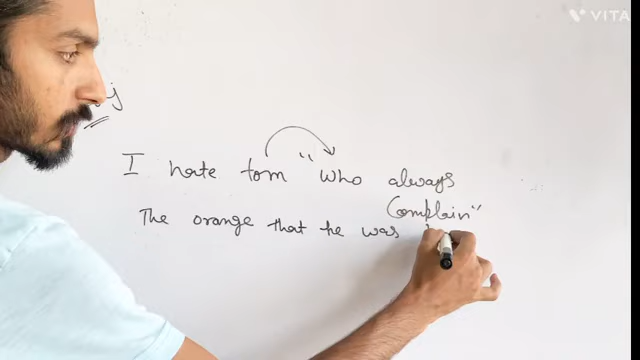 VITA
I hate tom "who always
Complain"
The orange that he was